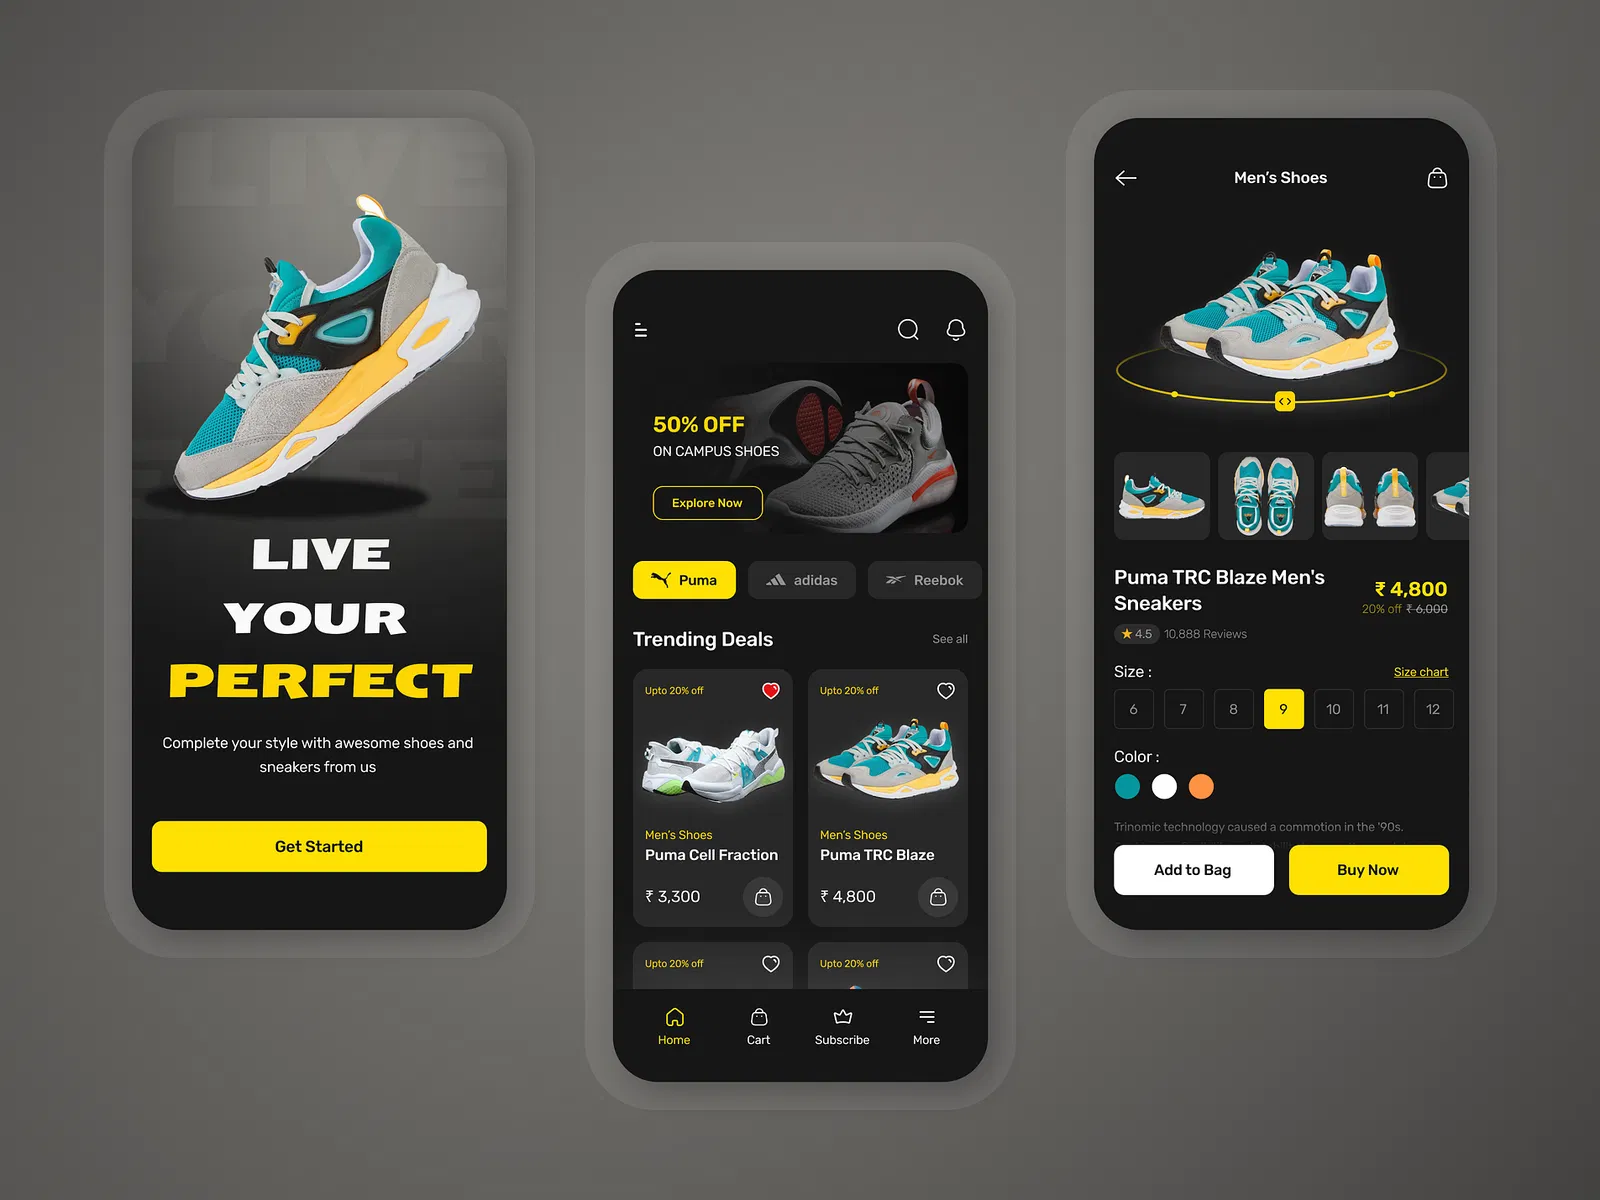 LIVE
YOUR
PERFECT
Complete your style with awesome shoes and
sneakers from us
Get Started
50% OFF
ON CAMPUS SHOES
Explore Now
Puma
adidas
Reebok
Trending Deals
See all
Upto 20% off
Men's Shoes
Puma Cell Fraction
₹ 3,300
Upto 20% off
Men's Shoes
Puma TRC Blaze
₹ 4,800
Upto 20% off
Upto 20% off
Home
Cart
Subscribe
More
Men's Shoes
Puma TRC Blaze Men's
Sneakers
₹ 4,800
20% off ₹ 6,000
4.5
10,888 Reviews
Size :
Size chart
6 7 8 9 10 11 12
Color :
Trinomic technology caused a commotion in the '90s.
Add to Bag
Buy Now